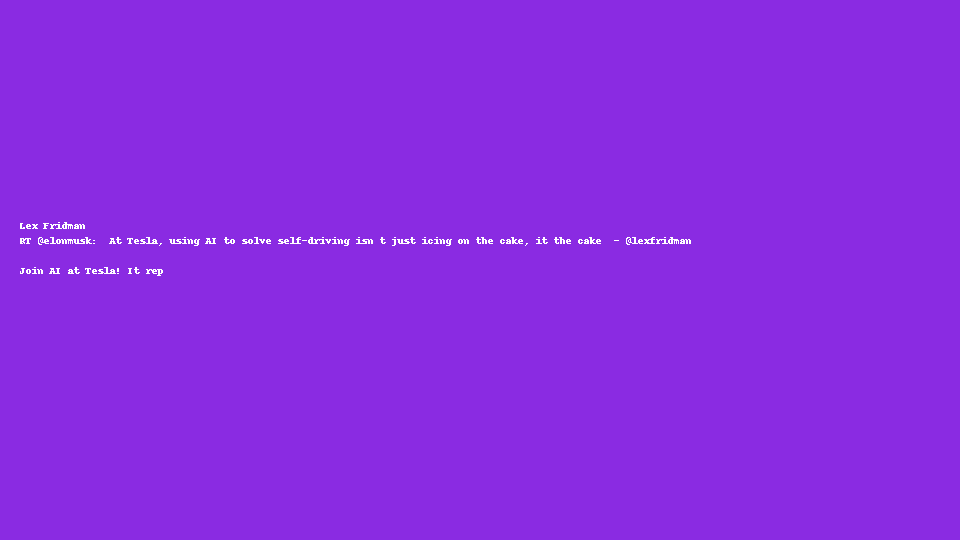 Lex Fridman
RT @elonmusk:  At Tesla, using AI to solve self-driving isn t just icing on the cake, it the cake  - @lexfridman
Join AI at Tesla! It rep